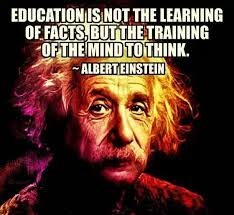 EDUCATION IS NOT THE LEARNING
OF FACTS, BUT THE TRAINING
OF THE MIND TO THINK.
~ ALBERT EINSTEIN